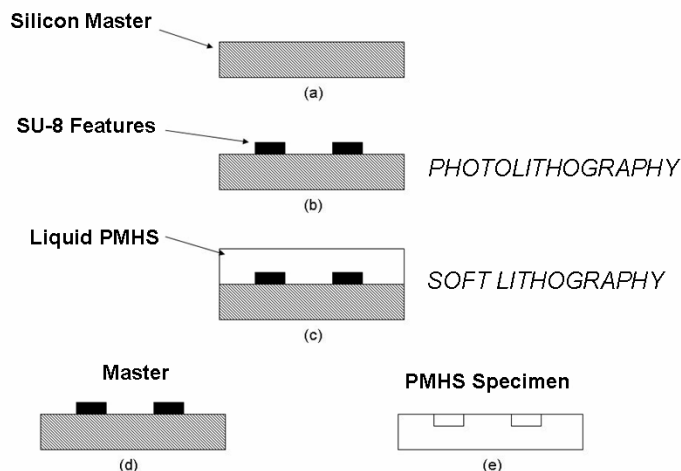 Silicon Master
(a)
SU-8 Features
PHOTOLITHOGRAPHY
(b)
Liquid PMHS
SOFT LITHOGRAPHY
(c)
Master
PMHS Specimen
(d)
(e)